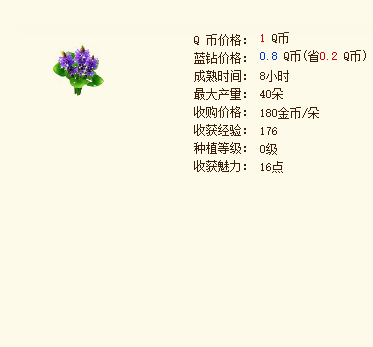 Q 币价格: 1 Q币
蓝钻价格: 0.8 Q币(省0.2 Q币)
成熟时间: 8小时
最大产量: 40朵
收购价格: 180金币/朵
收获经验: 176
种植等级: 0级
收获魅力: 16点